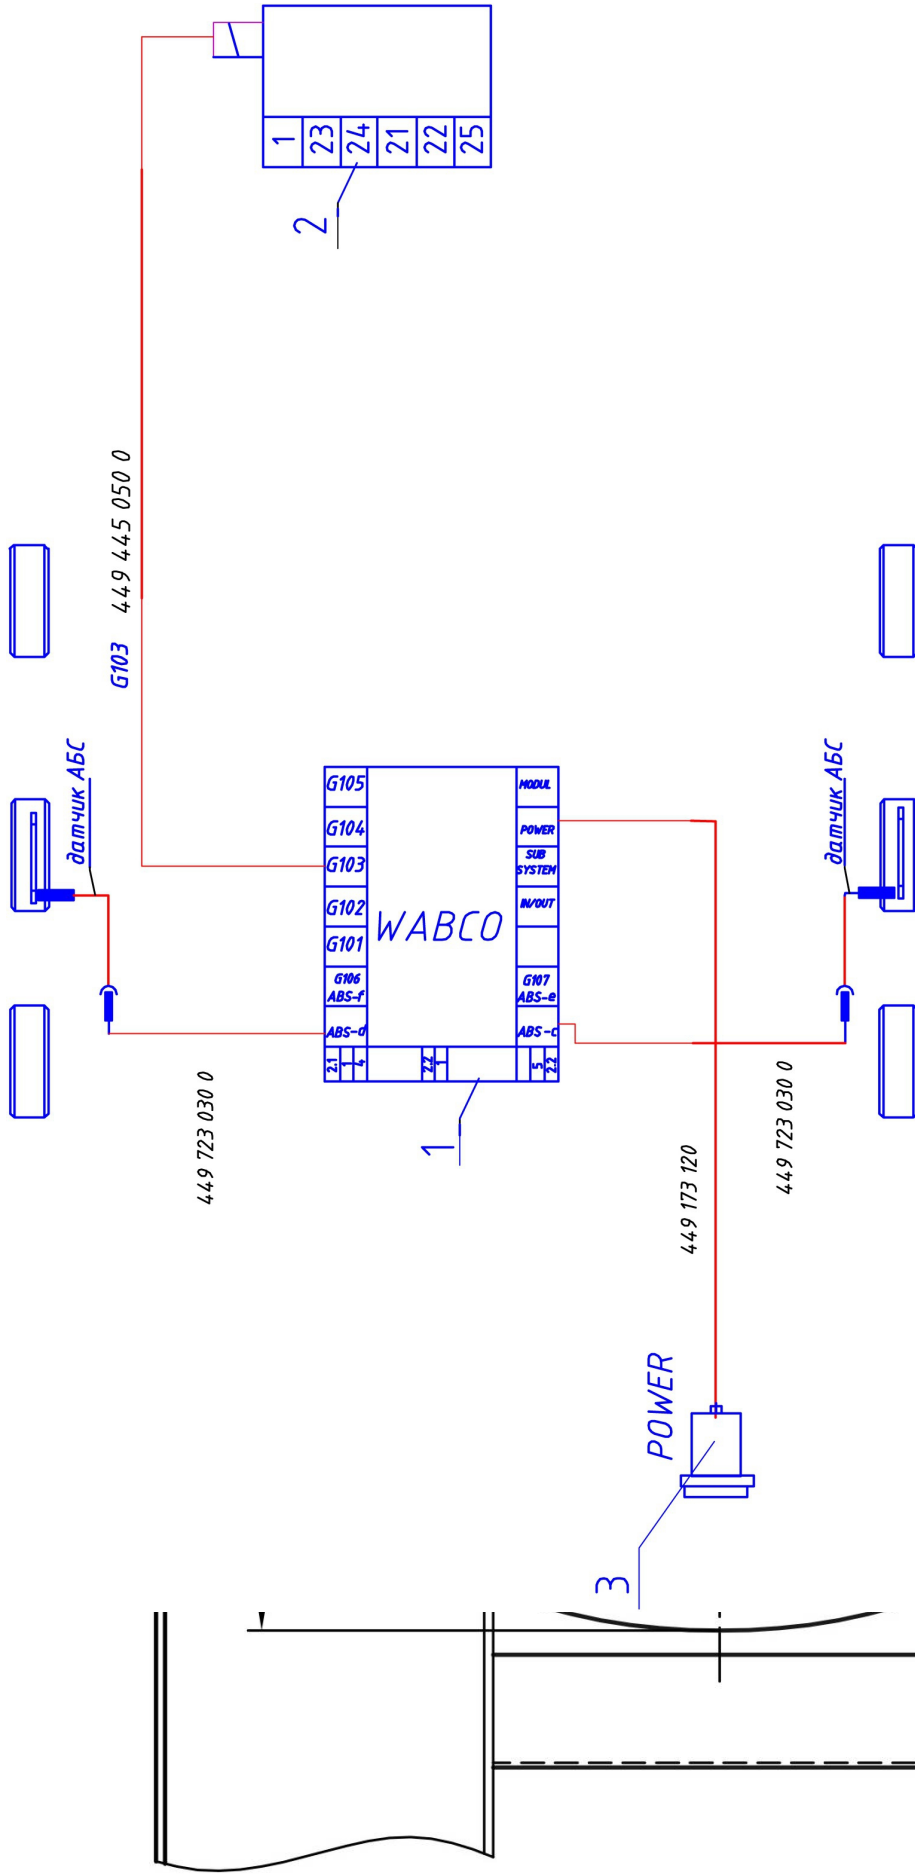 1
23
24
21
22
25
2
G103 449 445 050 0
датчик АБС
датчик АБС
G105
G104
G103
G102
G101
G106
ABS-f
ABS-d
WABCO
MODUL
POWER
SUB
SYSTEM
IN/OUT
G107
ABS-e
ABS-c
2.1
1
4
2.2
1
5
2.2
1
449 723 030 0
449 723 030 0
449 173 120
POWER
3